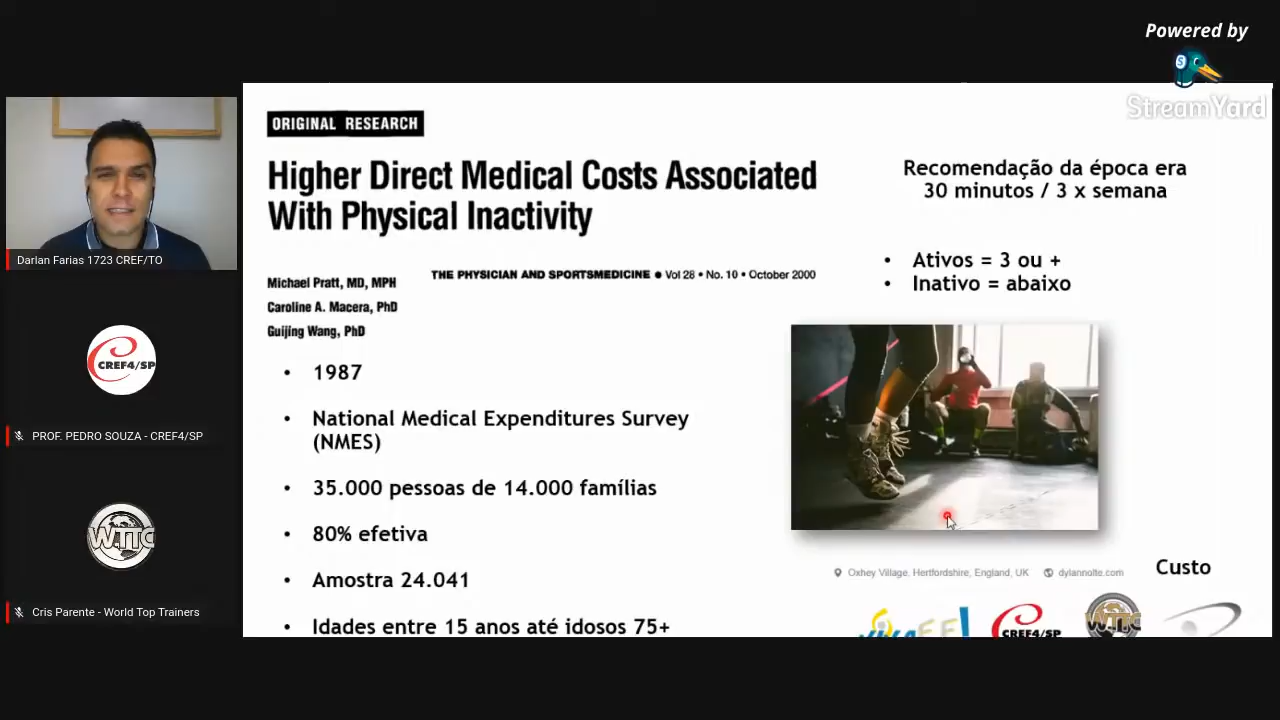 Powered by
StreamYard
Darlan Farias 1723 CREF/TO
CREF4/SP
PROF. PEDRO SOUZA - CREF4/SP
WTTC
Cris Parente - World Top Trainers
ORIGINAL RESEARCH
Higher Direct Medical Costs Associated
With Physical Inactivity
THE PHYSICIAN AND SPORTSMEDICINE ● Vol 28 • No. 10 • October 2000
Michael Pratt, MD, MPH
Caroline A. Macera, PhD
Guijing Wang, PhD
• 1987
• National Medical Expenditures Survey
(NMES)
• 35.000 pessoas de 14.000 famílias
• 80% efetiva
• Amostra 24.041
• Idades entre 15 anos até idosos 75+
Recomendação da época era
30 minutos / 3 x semana
• Ativos = 3 ou +
• Inativo = abaixo
Oxhey Village, Hertfordshire, England, UK dylannolte.com
Custo
CREF4/SP
WTTC